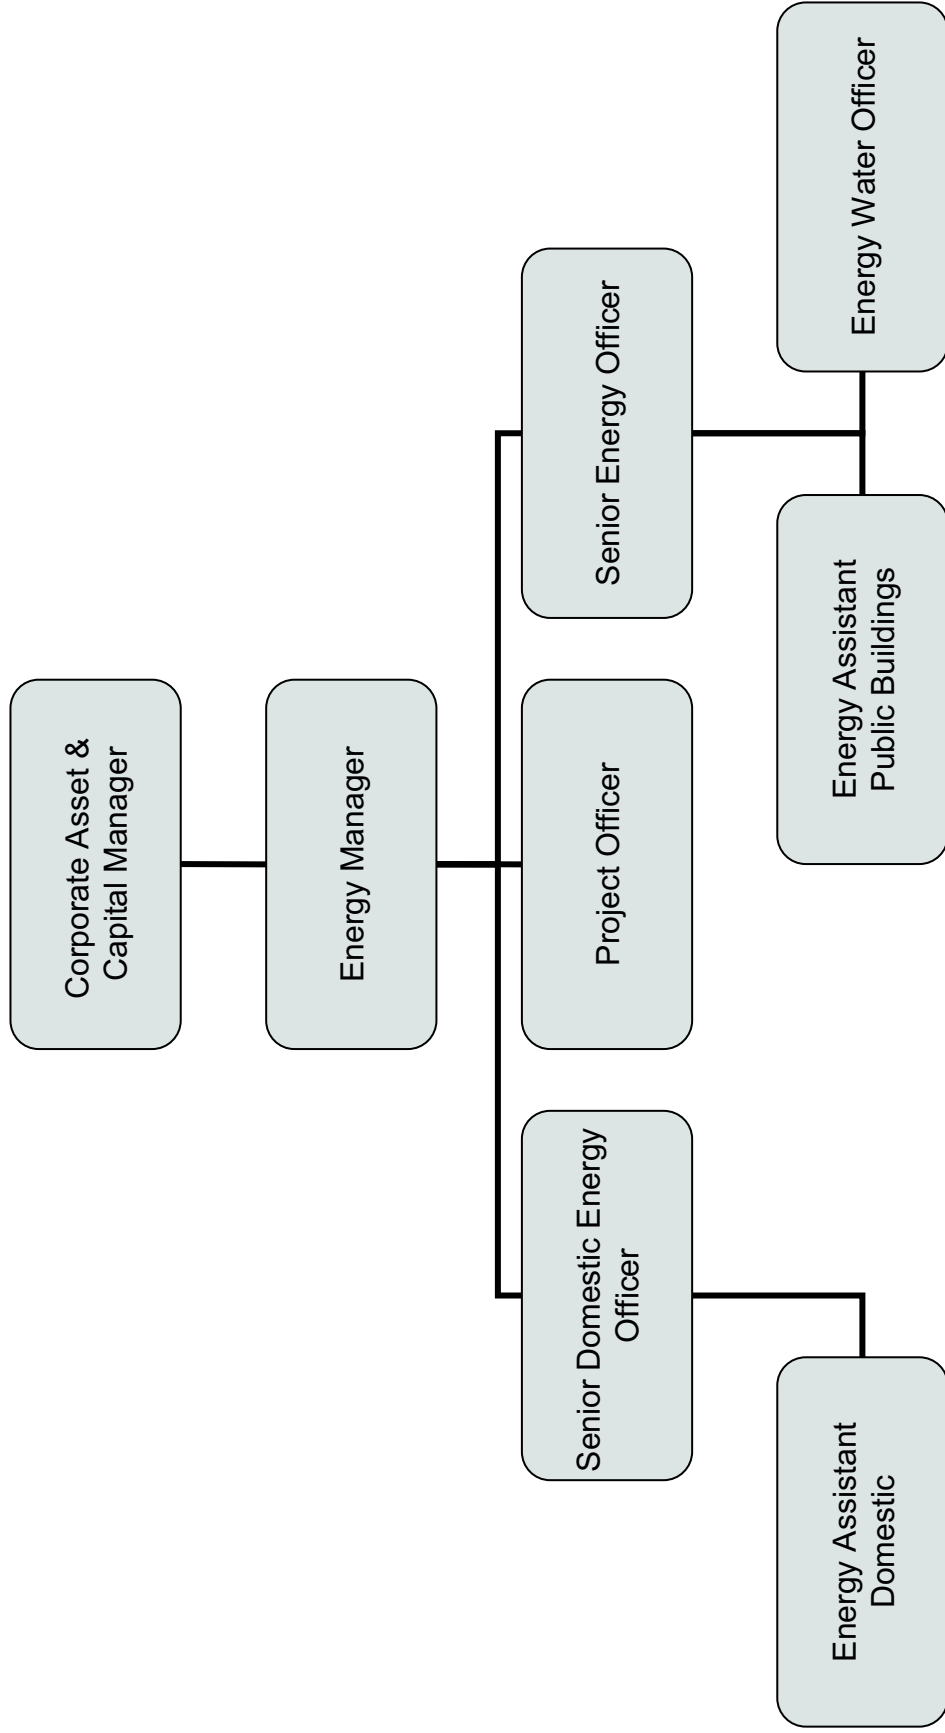 Corporate Asset &
Capital Manager
Energy Manager
Senior Domestic Energy
Officer
Project Officer
Senior Energy Officer
Energy Assistant
Domestic
Energy Assistant
Public Buildings
Energy Water Officer